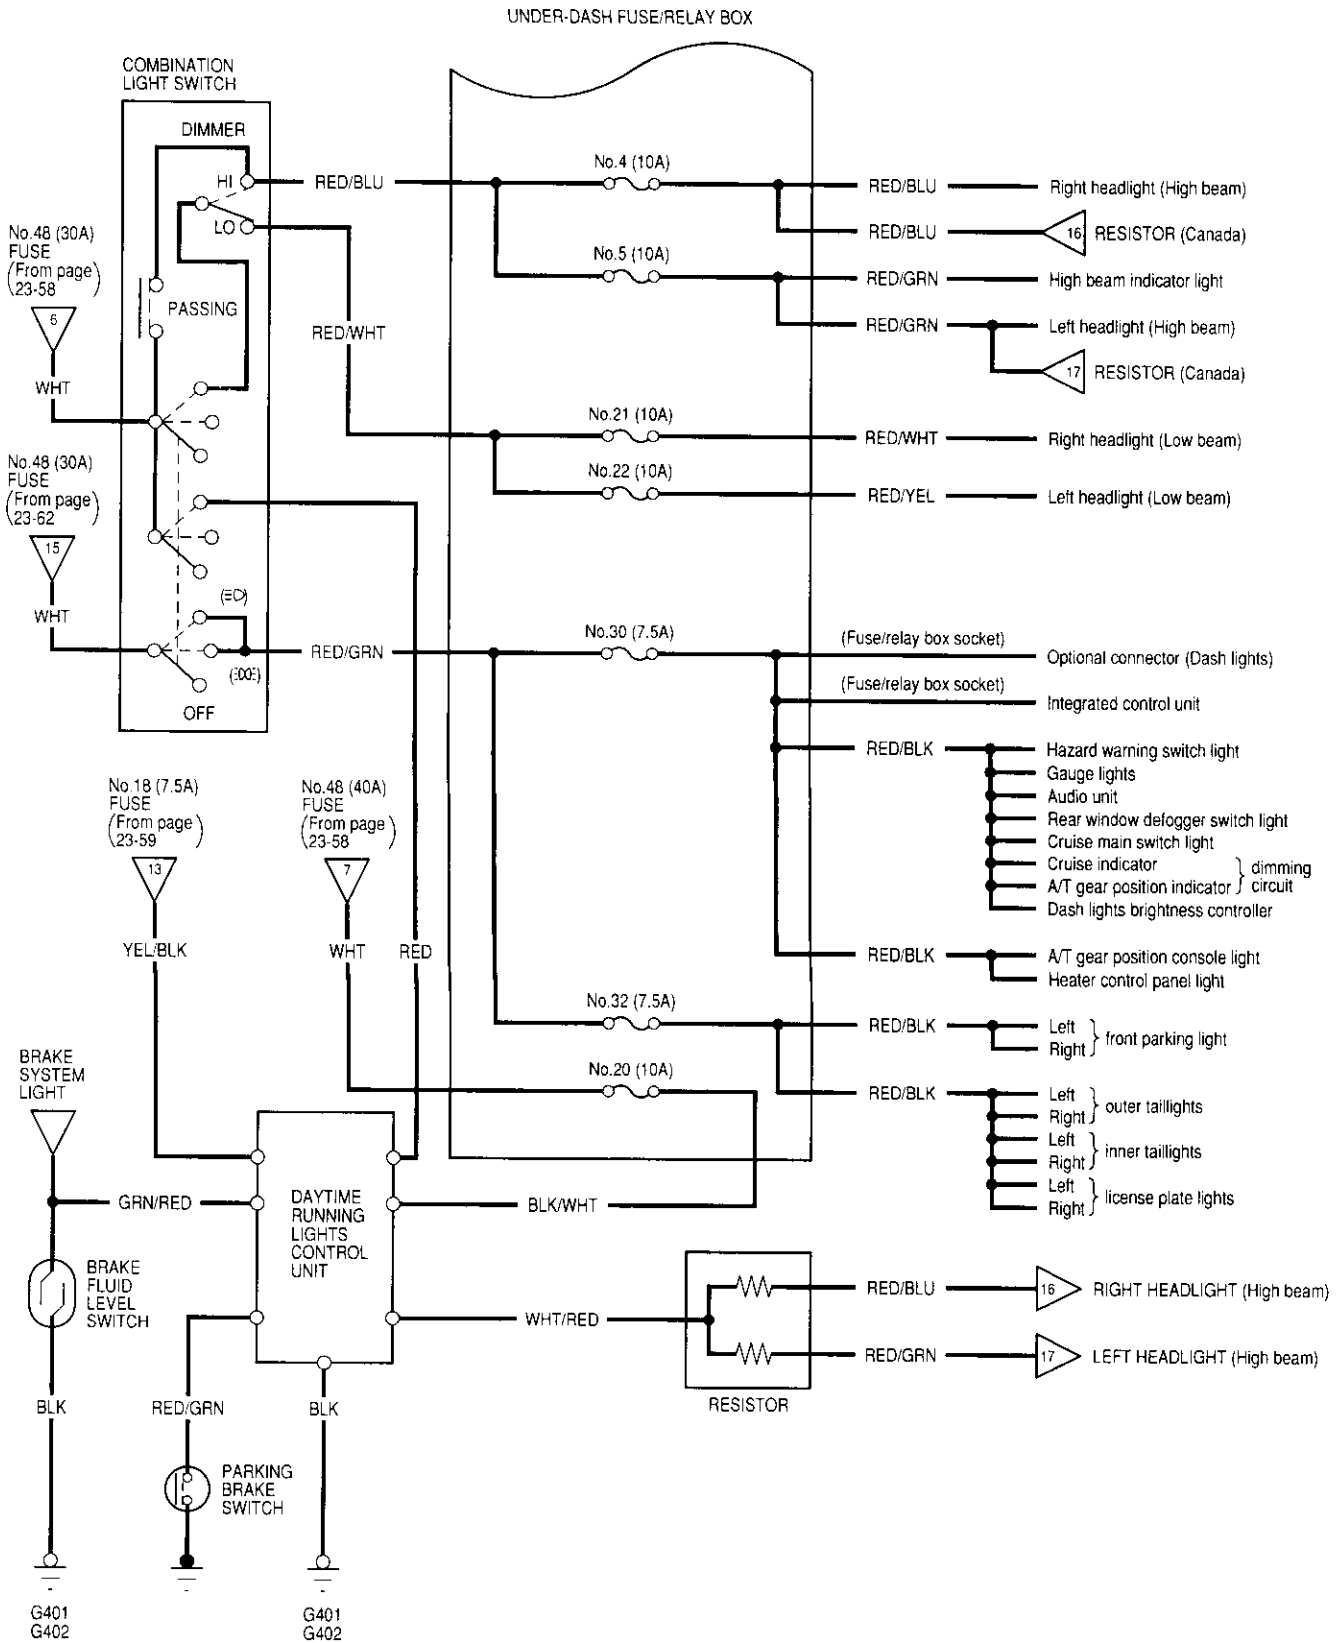 UNDER-DASH FUSE/RELAY BOX
COMBINATION
LIGHT SWITCH
DIMMER
HI
LO
PASSING
OFF
No.48 (30A)
FUSE
(From page)
23-58
6
WHT
No.48 (30A)
FUSE
(From page)
23-62
15
WHT
RED/BLU
No.4 (10A)
RED/BLU
Right headlight (High beam)
RED/BLU
16
RESISTOR (Canada)
No.5 (10A)
RED/GRN
High beam indicator light
RED/GRN
Left headlight (High beam)
17
RESISTOR (Canada)
RED/WHT
No.21 (10A)
RED/WHT
Right headlight (Low beam)
No.22 (10A)
RED/YEL
Left headlight (Low beam)
RED/GRN
No.30 (7.5A)
(Fuse/relay box socket)
Optional connector (Dash lights)
(Fuse/relay box socket)
Integrated control unit
RED/BLK
Hazard warning switch light
Gauge lights
Audio unit
Rear window defogger switch light
Cruise main switch light
Cruise indicator
A/T gear position indicator
dimming
circuit
Dash lights brightness controller
RED/BLK
A/T gear position console light
Heater control panel light
No.32 (7.5A)
RED/BLK
Left
Right
front parking light
RED/BLK
Left
Right
outer taillights
Left
Right
inner taillights
Left
Right
license plate lights
No.18 (7.5A)
FUSE
(From page)
23-59
13
YEL/BLK
No.48 (40A)
FUSE
(From page)
23-58
7
WHT
RED
No.20 (10A)
BRAKE
SYSTEM
LIGHT
GRN/RED
DAYTIME
RUNNING
LIGHTS
CONTROL
UNIT
BLK/WHT
BRAKE
FLUID
LEVEL
SWITCH
WHT/RED
RESISTOR
RED/BLU
16
RIGHT HEADLIGHT (High beam)
RED/GRN
17
LEFT HEADLIGHT (High beam)
BLK
RED/GRN
BLK
PARKING
BRAKE
SWITCH
G401
G402
G401
G402